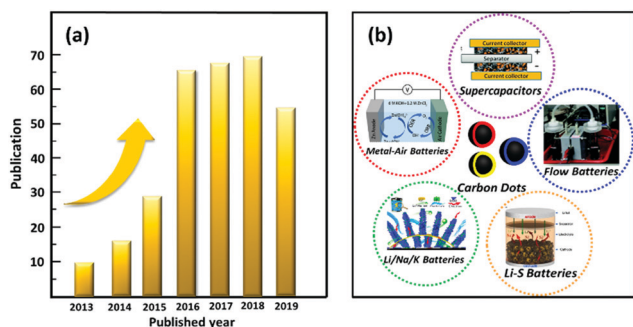 (a)
Publication
70
60
50
40
30
20
10
2013 2014 2015 2016 2017 2018 2019
Published year
(b)
Current collector
+
Separator
-
Current collector
Supercapacitors
V
Metal-Air Batteries
Carbon Dots
Flow Batteries
Li/Na/K Batteries
Li-S Batteries